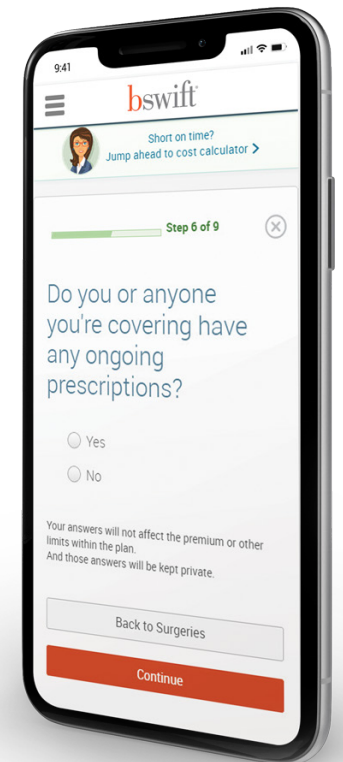 9:41
bswift
Short on time?
Jump ahead to cost calculator >
Step 6 of 9
Do you or anyone
you're covering have
any ongoing
prescriptions?
Yes
No
Your answers will not affect the premium or other
limits within the plan.
And those answers will be kept private.
Back to Surgeries
Continue